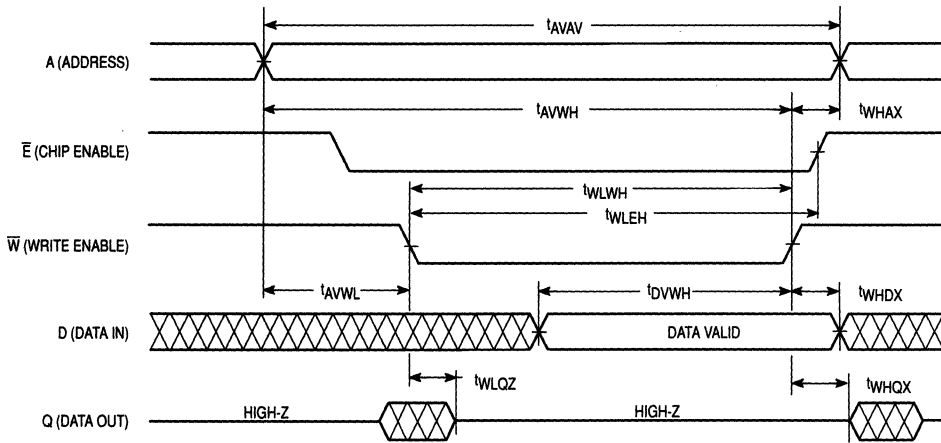 tAVAV
A (ADDRESS)
tAVWH
tWHAX
E (CHIP ENABLE)
tWLWH
tWLEH
W (WRITE ENABLE)
tAVWL
tDVWH
tWHDX
D (DATA IN)
DATA VALID
tWLQZ
tWHQX
Q (DATA OUT)
HIGH-Z
HIGH-Z